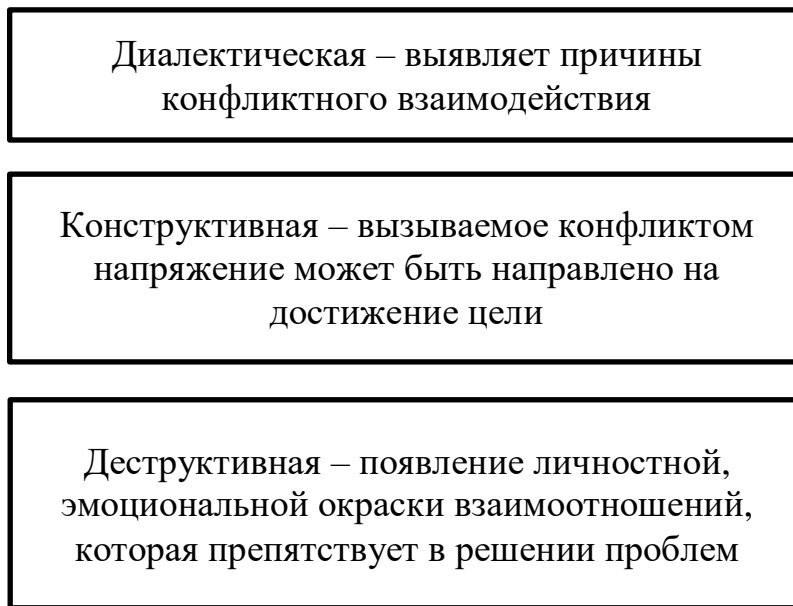 Диалектическая – выявляет причины
конфликтного взаимодействия
Конструктивная – вызываемое конфликтом
напряжение может быть направлено на
достижение цели
Деструктивная – появление личностной,
эмоциональной окраски взаимоотношений,
которая препятствует в решении проблем